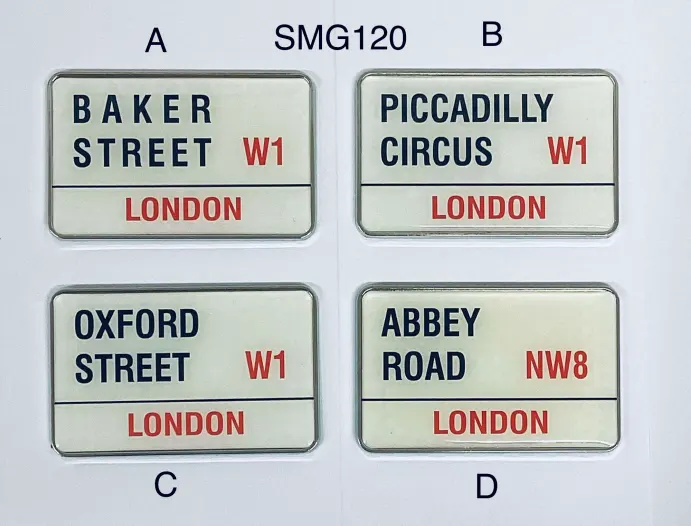 A SMG120 B
BAKER
STREET W1
LONDON
PICCADILLY
CIRCUS W1
LONDON
OXFORD
STREET W1
LONDON
ABBEY
ROAD NW8
LONDON
C D